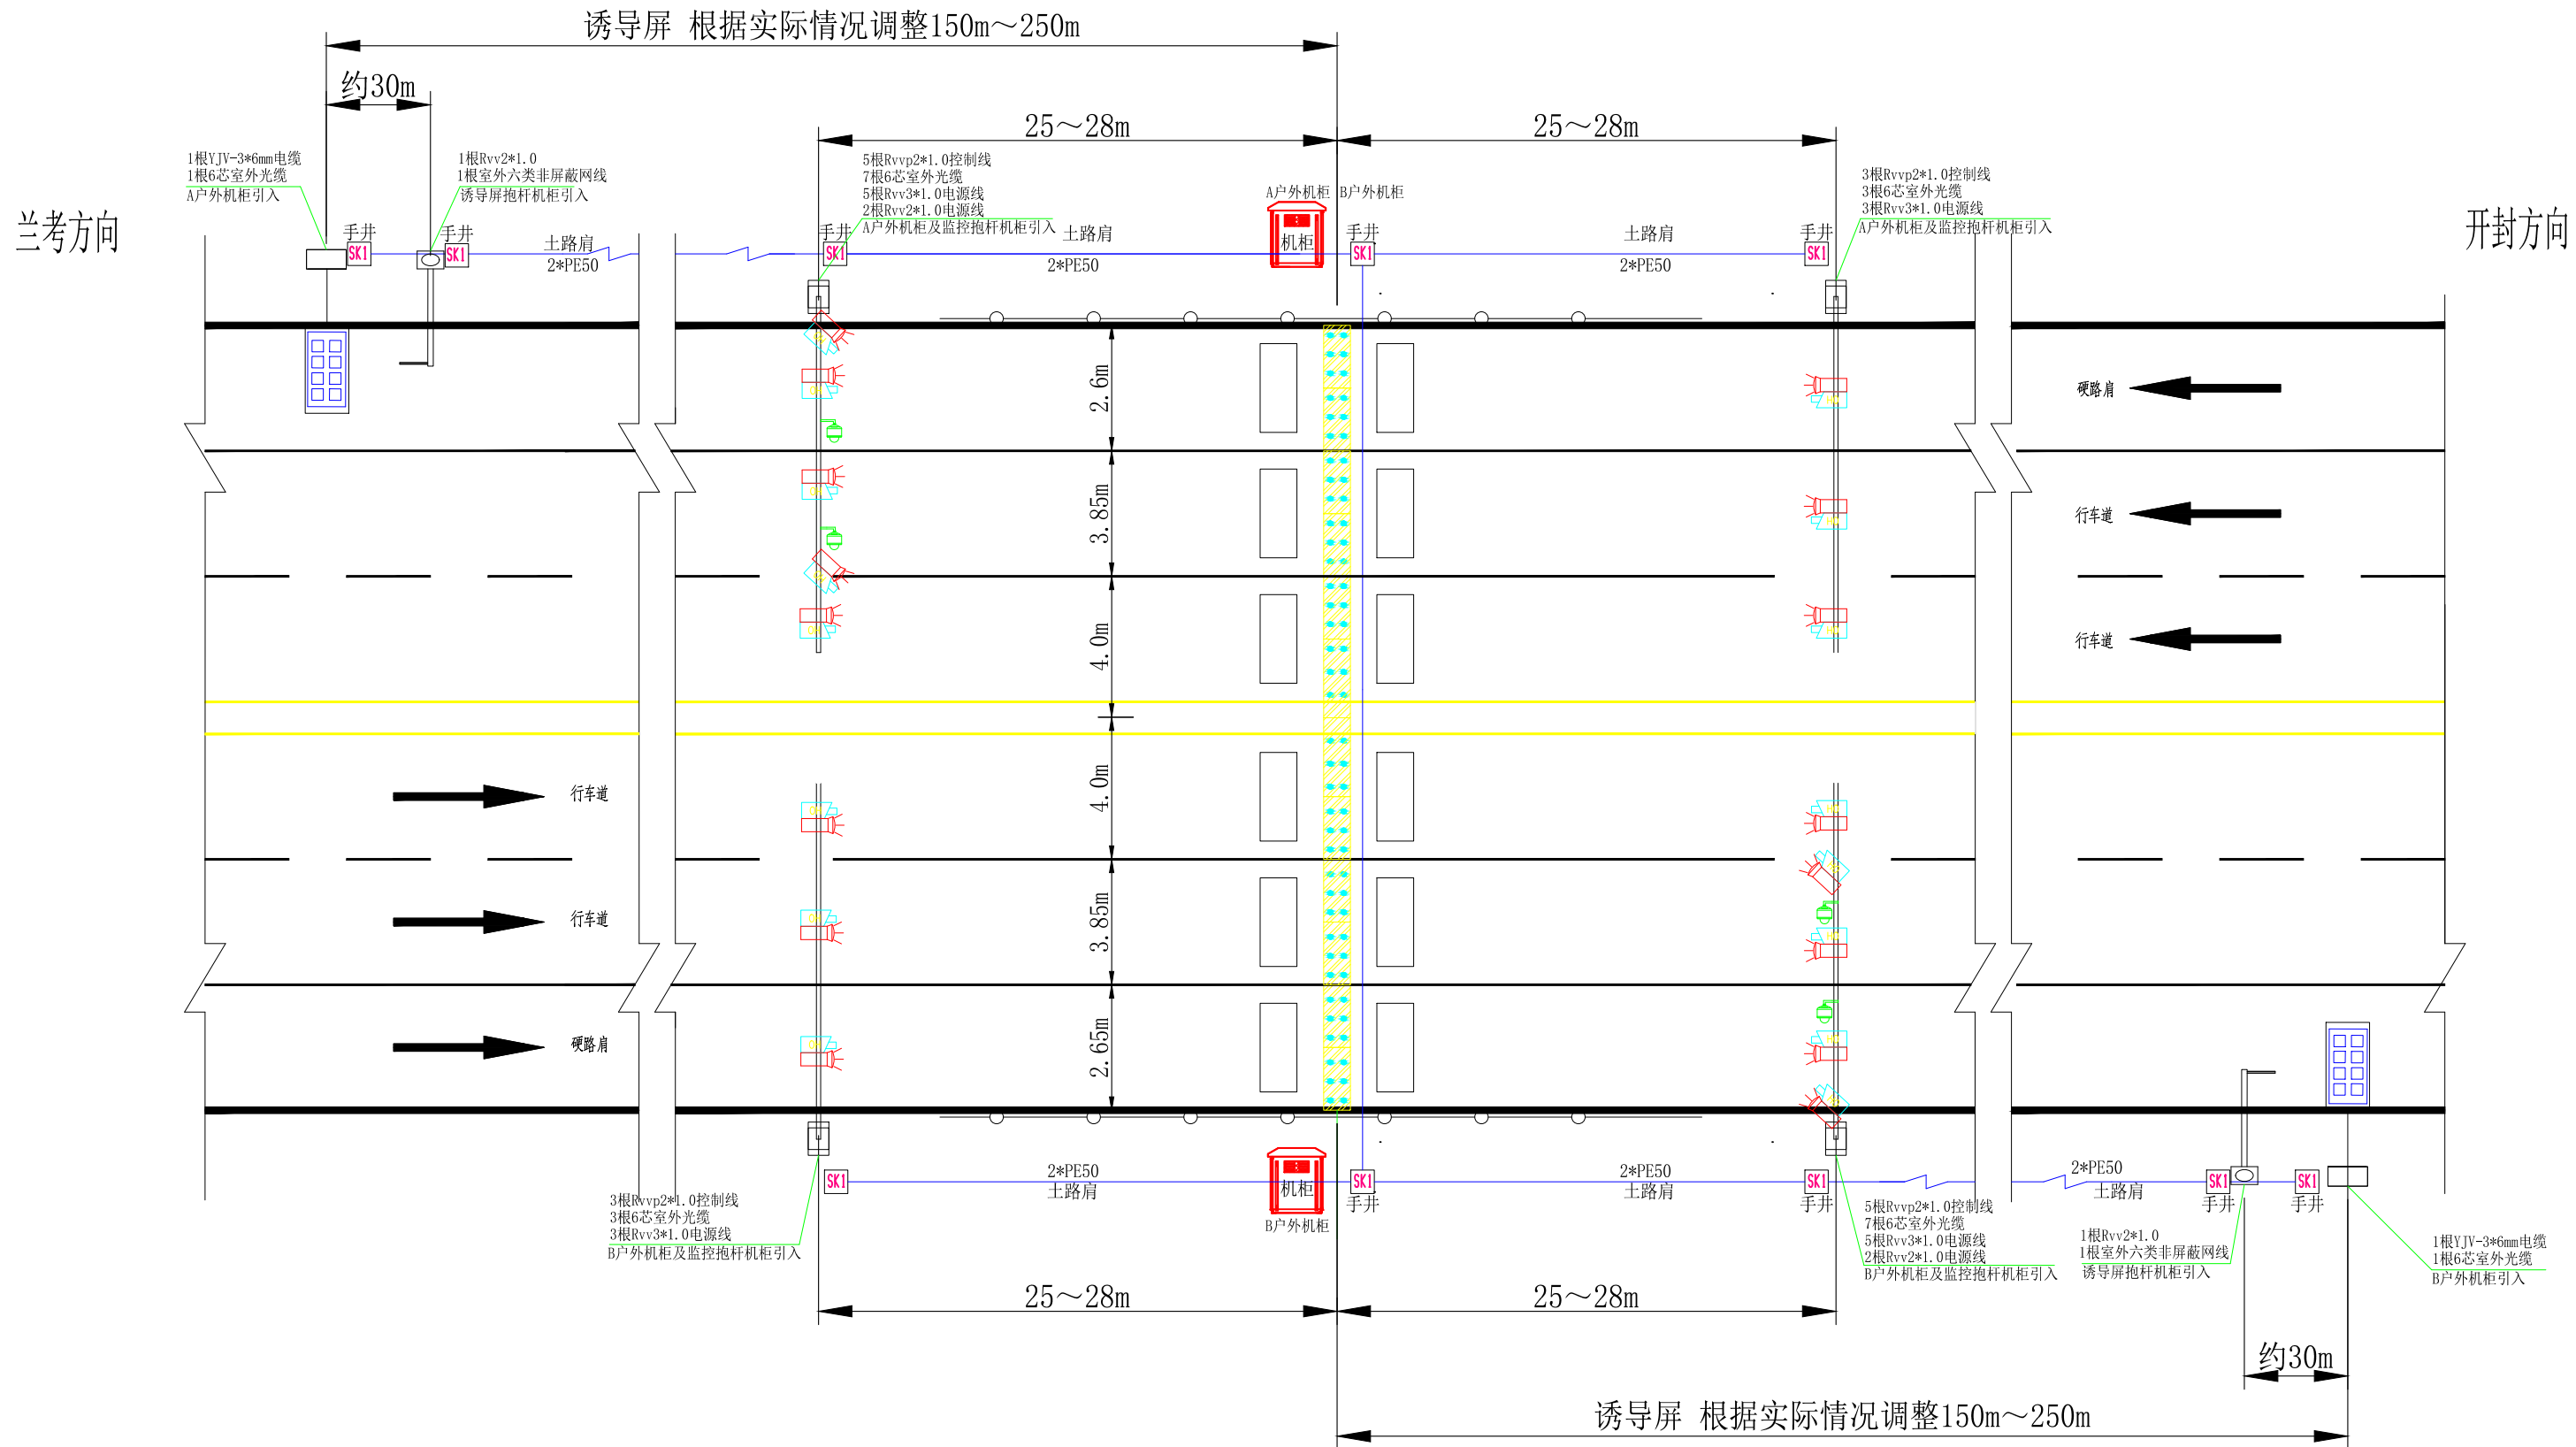 诱导屏 根据实际情况调整150m～250m
约30m
25～28m
25～28m
1根YJV-3*6mm电缆
1根6芯室外光缆
A户外机柜引入
1根Rvv2*1.0
1根室外六类非屏蔽网线
诱导屏抱杆机柜引入
5根Rvvp2*1.0控制线
7根6芯室外光缆
5根Rvv3*1.0电源线
2根Rvv2*1.0电源线
A户外机柜及监控抱杆机柜引入
A户外机柜
B户外机柜
3根Rvvp2*1.0控制线
3根6芯室外光缆
3根Rvv3*1.0电源线
A户外机柜及监控抱杆机柜引入
兰考方向
开封方向
手井
SK1
手井
SK1
土路肩
2*PE50
手井
SK1
土路肩
2*PE50
机柜
手井
SK1
土路肩
2*PE50
手井
SK1
2.6m
硬路肩
3.85m
行车道
4.0m
行车道
4.0m
行车道
3.85m
行车道
2.65m
硬路肩
SK1
2*PE50
土路肩
机柜
B户外机柜
SK1
手井
2*PE50
土路肩
SK1
手井
2*PE50
土路肩
SK1
手井
SK1
手井
3根Rvvp2*1.0控制线
3根6芯室外光缆
3根Rvv3*1.0电源线
B户外机柜及监控抱杆机柜引入
5根Rvvp2*1.0控制线
7根6芯室外光缆
5根Rvv3*1.0电源线
2根Rvv2*1.0电源线
B户外机柜及监控抱杆机柜引入
1根Rvv2*1.0
1根室外六类非屏蔽网线
诱导屏抱杆机柜引入
1根YJV-3*6mm电缆
1根6芯室外光缆
B户外机柜引入
25～28m
25～28m
约30m
诱导屏 根据实际情况调整150m～250m